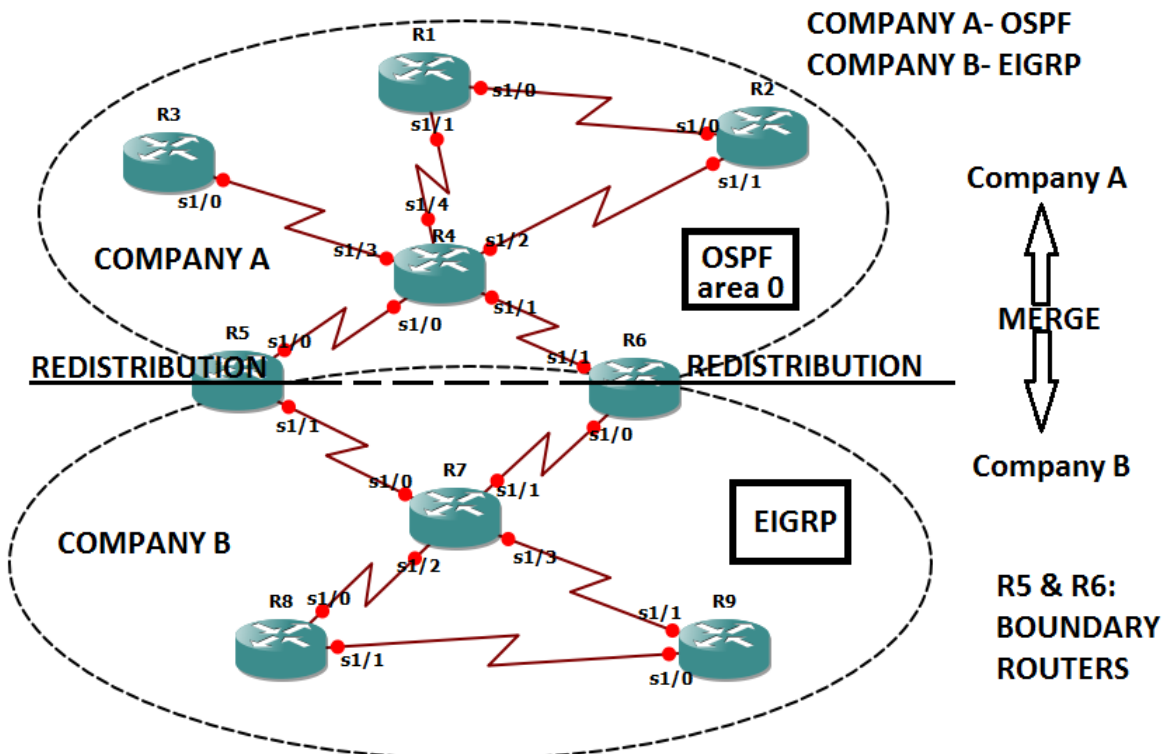 COMPANY A- OSPF
COMPANY B- EIGRP
R1
s1/0
s1/1
R2
s1/0
s1/1
R3
s1/0
s1/4
R4
s1/3
s1/2
s1/0
s1/1
COMPANY A
OSPF
area 0
Company A
MERGE
Company B
R5
s1/0
REDISTRIBUTION
s1/1
R6
s1/1
REDISTRIBUTION
s1/0
R7
s1/0
s1/1
s1/2
s1/3
COMPANY B
EIGRP
R8
s1/0
s1/1
R9
s1/1
s1/0
R5 & R6:
BOUNDARY
ROUTERS